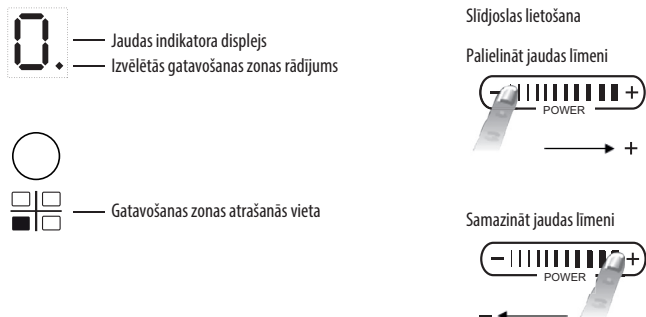 0.
Jaudas indikatora displejs
Izvēlētās gatavošanas zonas rādījums
Gatavošanas zonas atrašanās vieta
Slīdjoslas lietošana
Palielināt jaudas līmeni
- +
POWER
+
Samazināt jaudas līmeni
- +
POWER
-